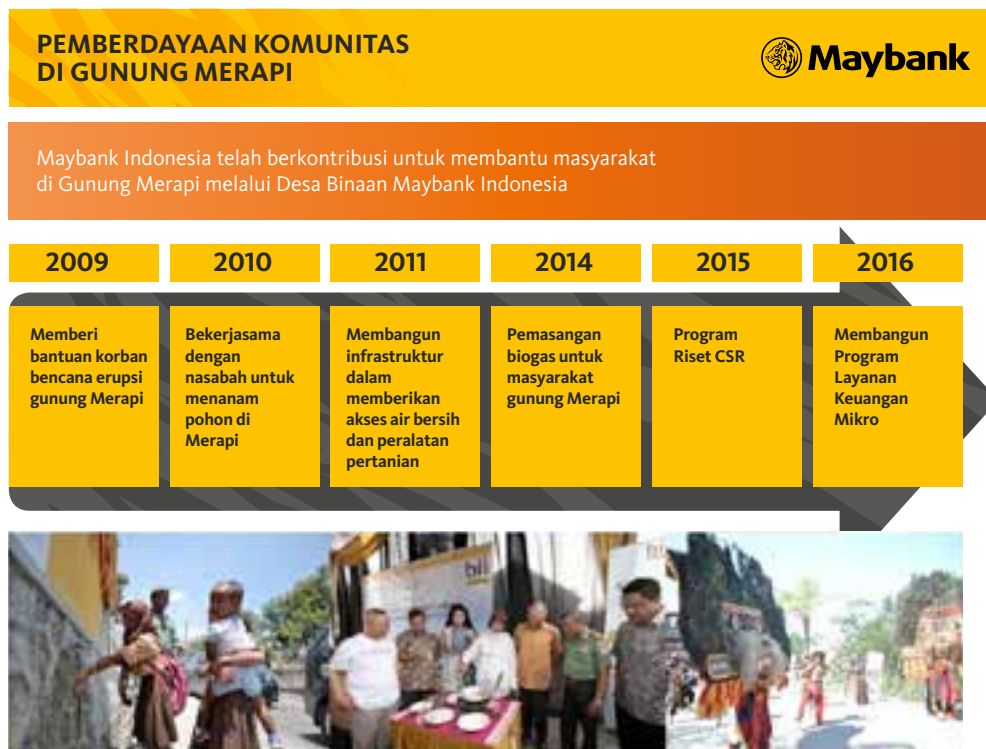 PEMBERDAYAAN KOMUNITAS
DI GUNUNG MERAPI
Maybank
Maybank Indonesia telah berkontribusi untuk membantu masyarakat
di Gunung Merapi melalui Desa Binaan Maybank Indonesia
2009
Memberi
bantuan korban
bencana erupsi
gunung Merapi
2010
Bekerjasama
dengan
nasabah untuk
menanam
pohon di
Merapi
2011
Membangun
infrastruktur
dalam
memberikan
akses air bersih
dan peralatan
pertanian
2014
Pemasangan
biogas untuk
masyarakat
gunung Merapi
2015
Program
Riset CSR
2016
Membangun
Program
Layanan
Keuangan
Mikro